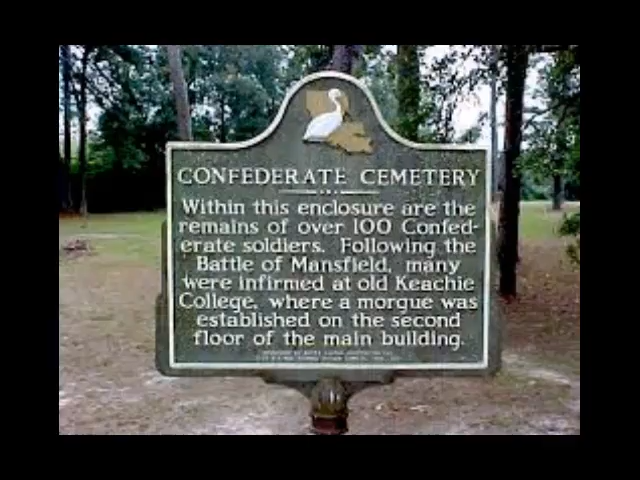 CONFEDERATE CEMETERY
Within this enclosure are the
remains of over 100 Confed-
erate soldiers. Following the
Battle of Mansfield, many
were infirmed at old Keachie
College, where a morgue was
established on the second
floor of the main building.